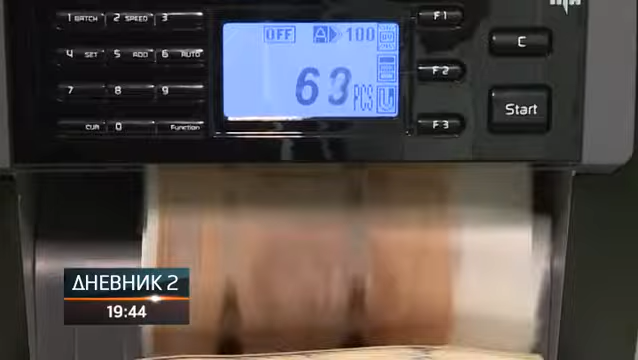 1 BATCH 2 SPEED 3
4 SET 5 ADD 6 AUTO
7 8 9
CUR 0 Function
OFF A 100
63 PCS
F1
F2
F3
C
Start
ДНЕВНИК 2
19:44